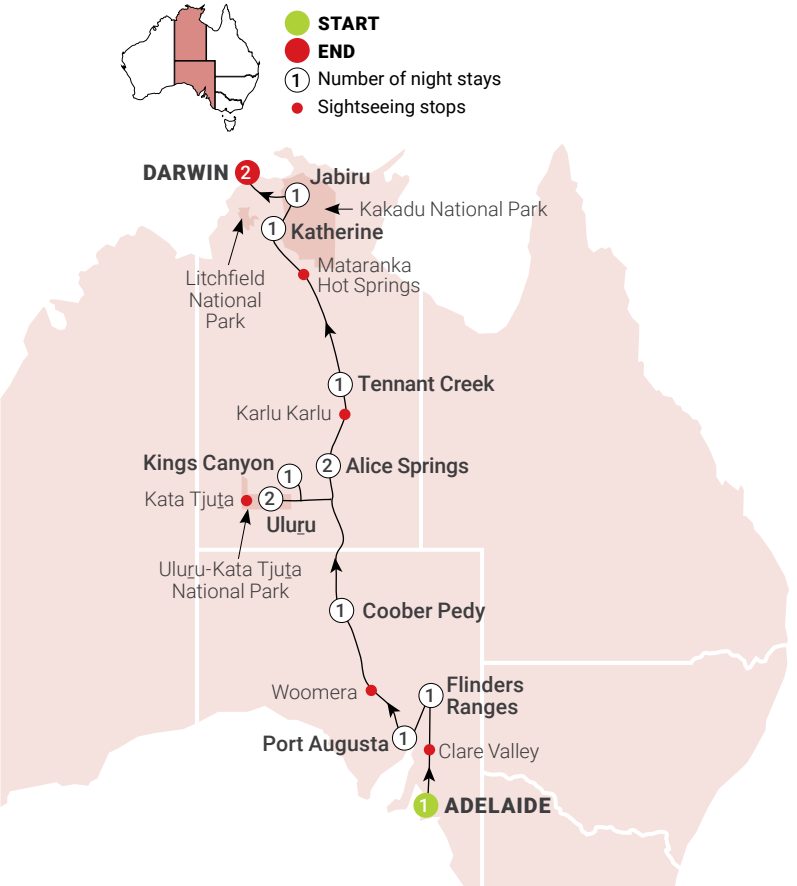 START
END
1 Number of night stays
Sightseeing stops
DARWIN 2
Jabiru
1
Kakadu National Park
1 Katherine
Litchfield
National
Park
Mataranka
Hot Springs
1 Tennant Creek
Karlu Karlu
Kings Canyon
1
2 Alice Springs
Kata Tjuṯa 2
Uluṟu
Uluṟu-Kata Tjuṯa
National Park
1 Coober Pedy
Woomera
1 Flinders
Ranges
Port Augusta 1
Clare Valley
1 ADELAIDE